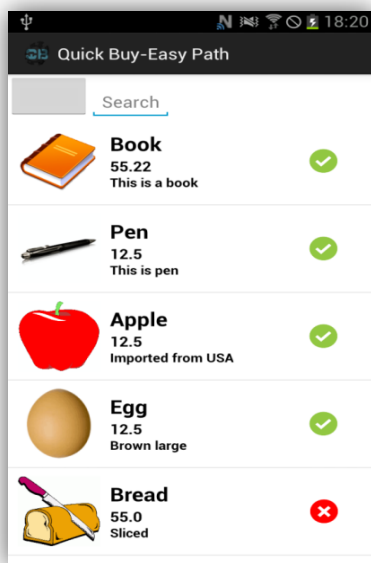 18:20
Quick Buy-Easy Path
Search
Book
55.22
This is a book
Pen
12.5
This is pen
Apple
12.5
Imported from USA
Egg
12.5
Brown large
Bread
55.0
Sliced